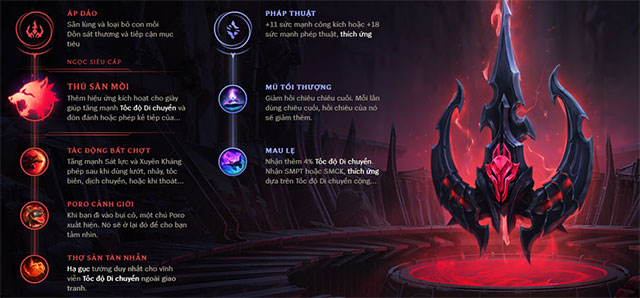 ÁP ĐẢO
Săn lùng và loại bỏ con mồi
Dồn sát thương và tiếp cận mục
tiêu
NGỌC SIÊU CẤP
THÚ SĂN MỒI
Thêm hiệu ứng kích hoạt cho giày
giúp tăng mạnh Tốc độ Di chuyển và
đòn đánh hoặc phép kế tiếp của...
TÁC ĐỘNG BẤT CHỢT
Tăng mạnh Sát lực và Xuyên Kháng
phép sau khi dùng lướt, nhảy, tốc
biến, dịch chuyển, hoặc khi thoát...
PORO CẢNH GIỚI
Khi bạn đi vào bụi cỏ, một chú Poro
xuất hiện. Nó sẽ ở lại đó để cho bạn
tầm nhìn.
THỢ SĂN TÀN NHẪN
Hạ gục tướng duy nhất cho vĩnh
viễn Tốc độ Di chuyển ngoài giao
tranh.
PHÁP THUẬT
+11 sức mạnh công kích hoặc +18
sức mạnh phép thuật, thích ứng
MŨ TỐI THƯỢNG
Giảm hồi chiêu chiêu cuối. Mỗi lần
dùng chiêu cuối, hồi chiêu của nó
sẽ giảm thêm.
MAU LẸ
Nhận thêm 4% Tốc độ Di chuyển.
Nhận SMPT hoặc SMCK, thích ứng
dựa trên Tốc độ Di chuyển cộng...